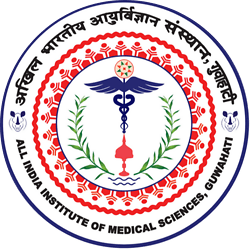 अखिल भारतीय आयुर्विज्ञान संस्थान, गुवाहाटी
ALL INDIA INSTITUTE OF MEDICAL SCIENCES, GUWAHATI